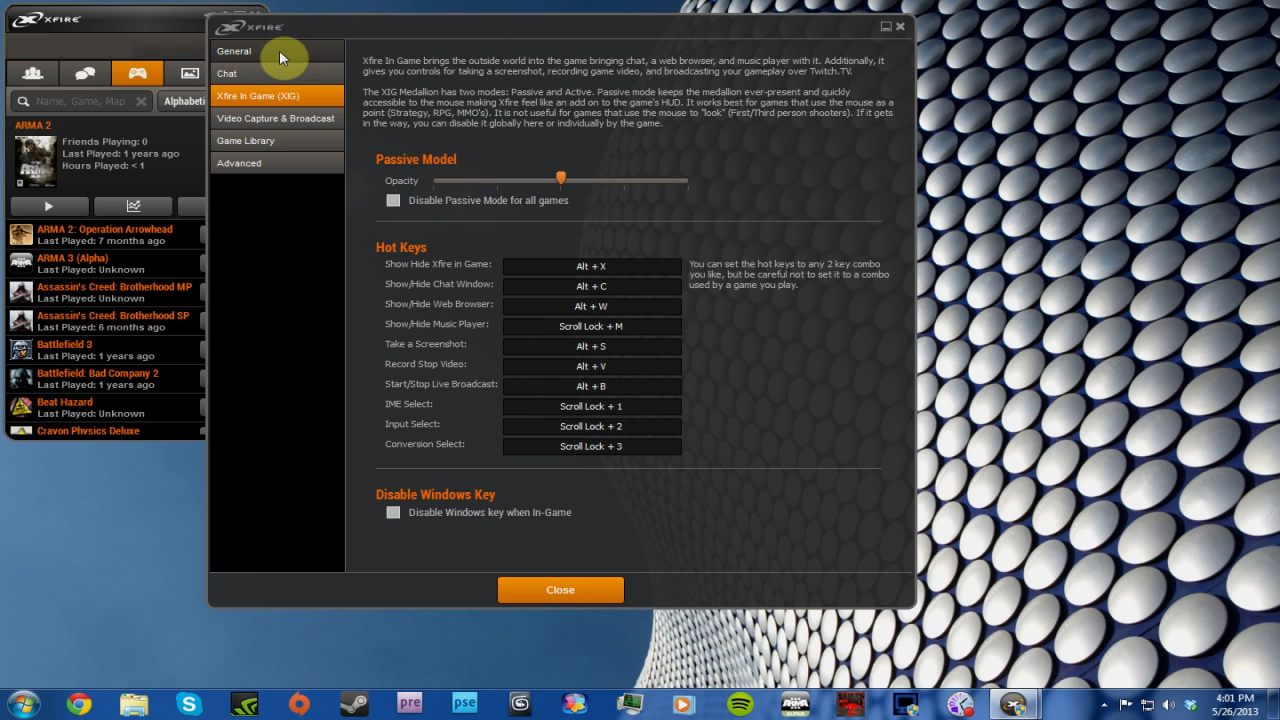 XFIRE
Name, Game, Map
Alphabeti
ARMA 2
Friends Playing: 0
Last Played: 1 years ago
Hours Played: < 1
ARMA 2: Operation Arrowhead
Last Played: 7 months ago
ARMA 3 (Alpha)
Last Played: Unknown
Assassin's Creed: Brotherhood MP
Last Played: Unknown
Assassin's Creed: Brotherhood SP
Last Played: 6 months ago
Battlefield 3
Last Played: 1 years ago
Battlefield: Bad Company 2
Last Played: 1 years ago
Beat Hazard
Last Played: Unknown
Crayon Physics Deluxe
XFIRE
General
Chat
Xfire In Game (XIG)
Video Capture & Broadcast
Game Library
Advanced
Xfire In Game brings the outside world into the game bringing chat, a web browser, and music player with it. Additionally, it
gives you controls for taking a screenshot, recording game video, and broadcasting your gameplay over Twitch.TV.
The XIG Medallion has two modes: Passive and Active. Passive mode keeps the medallion ever-present and quickly
accessible to the mouse making Xfire feel like an add on to the game's HUD. It works best for games that use the mouse as a
point (Strategy, RPG, MMO's). It is not useful for games that use the mouse to "look" (First/Third person shooters). If it gets
in the way, you can disable it globally here or individually by the game.
Passive Model
Opacity
Disable Passive Mode for all games
Hot Keys
Show Hide Xfire in Game: Alt + X
Show/Hide Chat Window: Alt + C
Show/Hide Web Browser: Alt + W
Show/Hide Music Player: Scroll Lock + M
Take a Screenshot: Alt + S
Record Stop Video: Alt + V
Start/Stop Live Broadcast: Alt + B
IME Select: Scroll Lock + 1
Input Select: Scroll Lock + 2
Conversion Select: Scroll Lock + 3
You can set the hot keys to any 2 key combo
you like, but be careful not to set it to a combo
used by a game you play.
Disable Windows Key
Disable Windows key when In-Game
Close
pre
pse
ARMA
ALPHA
4:01 PM
5/26/2013